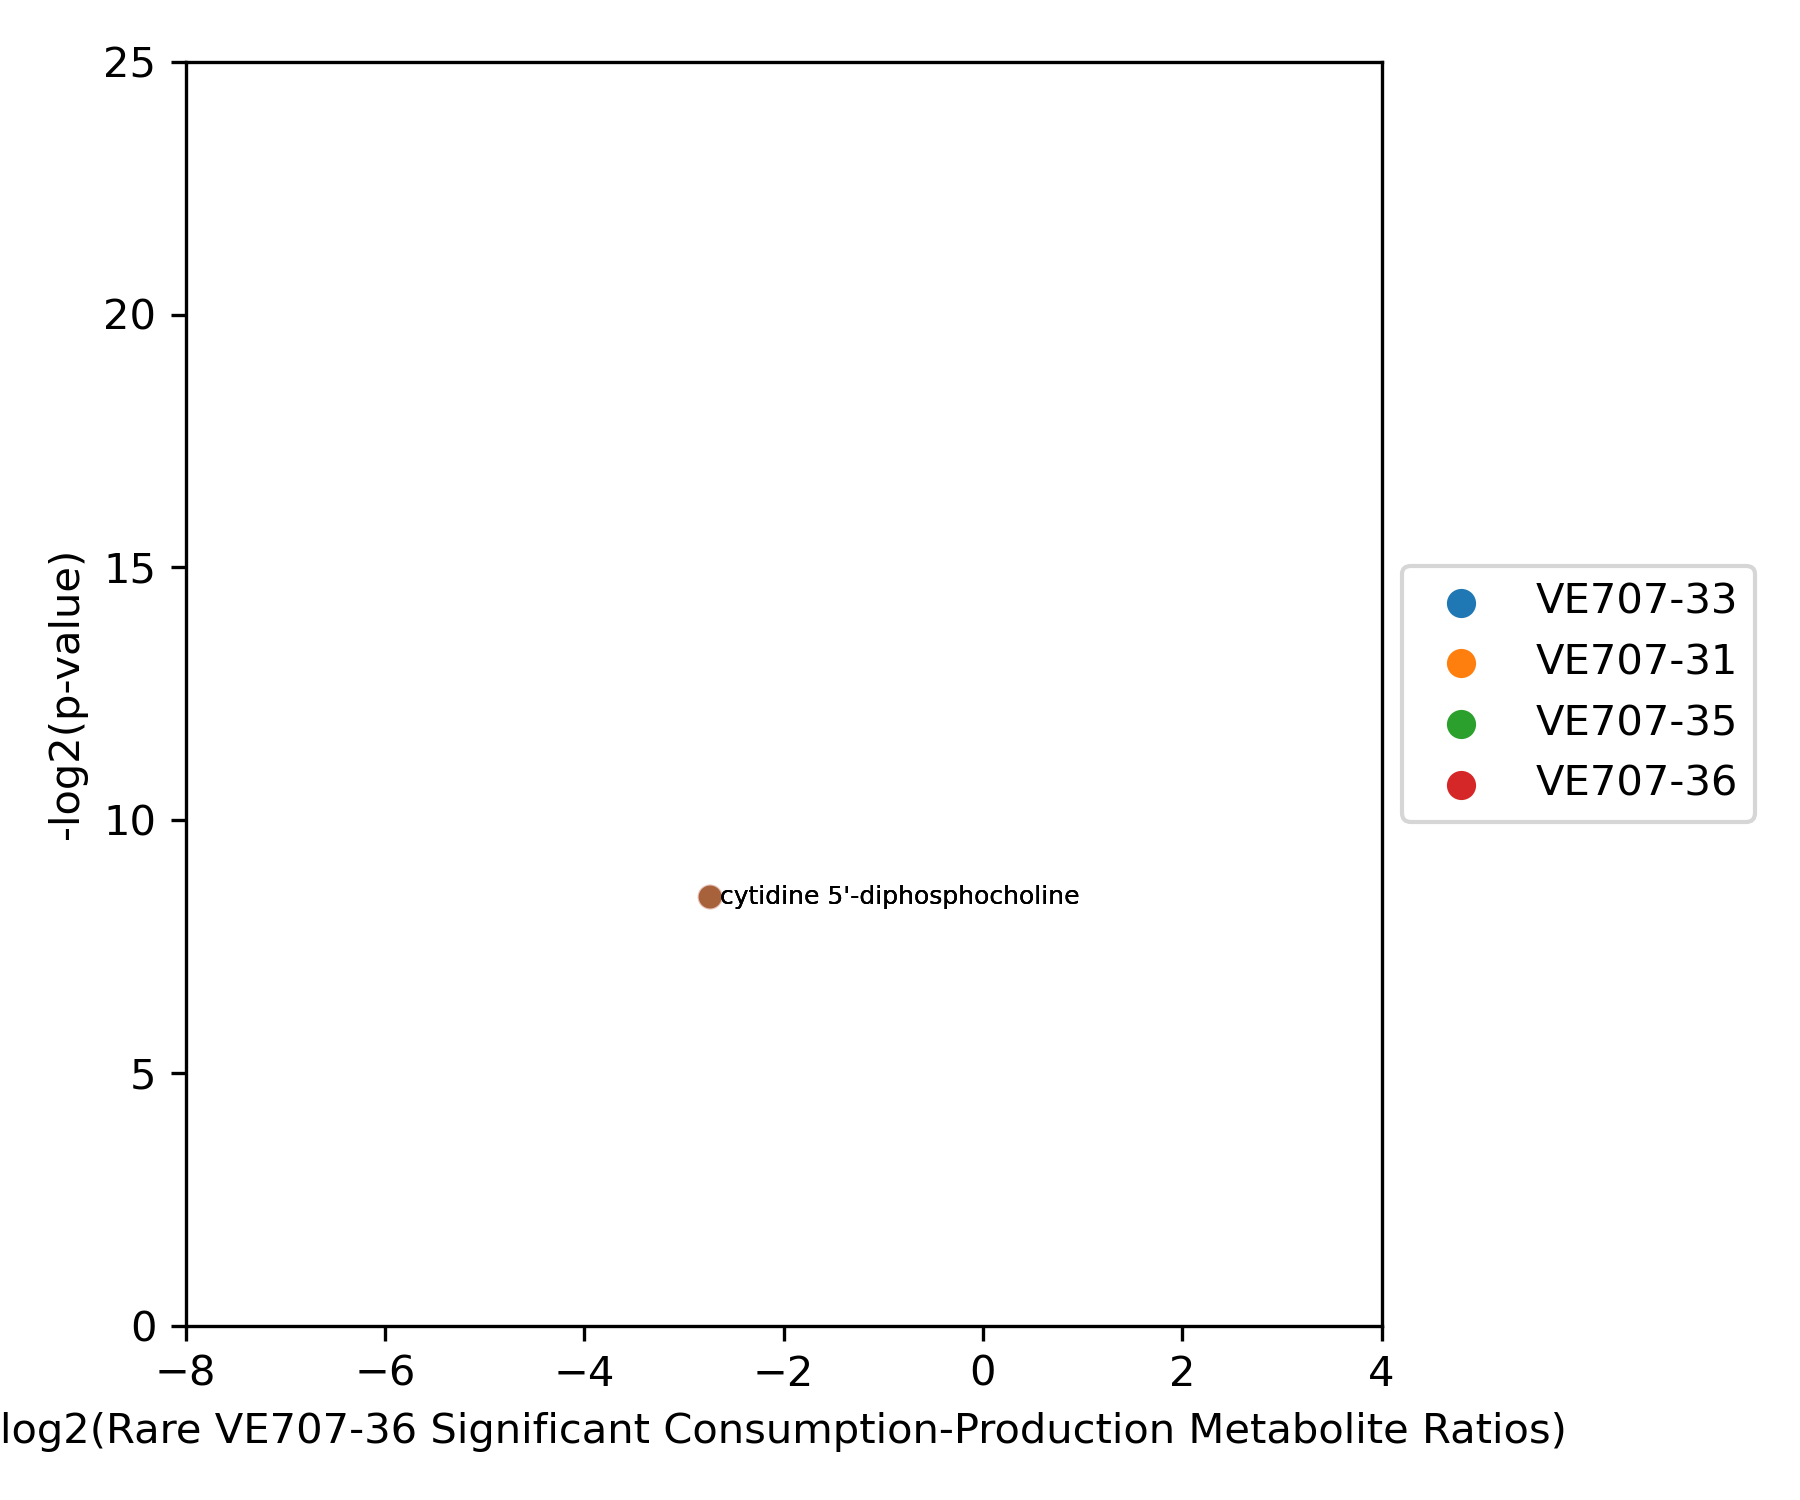 25
20
15
10
5
0
-log2(p-value)
cytidine 5'-diphosphocholine
VE707-33
VE707-31
VE707-35
VE707-36
−8 −6 −4 −2 0 2 4
log2(Rare VE707-36 Significant Consumption-Production Metabolite Ratios)